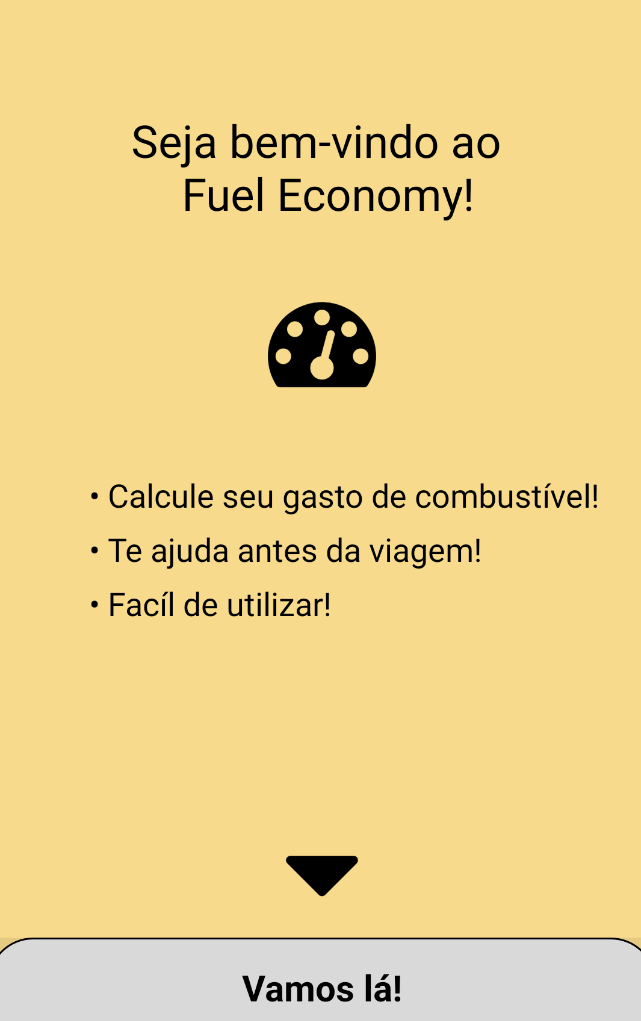 Seja bem-vindo ao
Fuel Economy!
• Calcule seu gasto de combustível!
• Te ajuda antes da viagem!
• Facíl de utilizar!
Vamos lá!